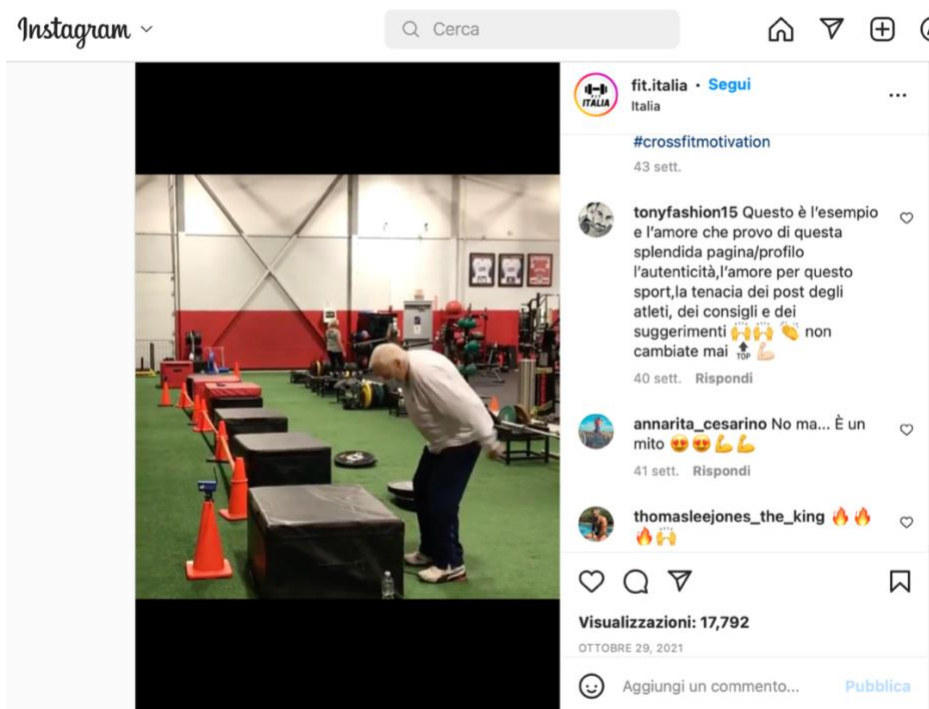 Instagram
Cerca
fit.italia • Segui
Italia
ITALIA
#crossfitmotivation
43 sett.
tonyfashion15 Questo è l'esempio
e l'amore che provo di questa
splendida pagina/profilo
l'autenticità,l'amore per questo
sport,la tenacia dei post degli
atleti, dei consigli e dei
suggerimenti 🙌🙌 👏 non
cambiate mai 🔝 💪🏻
40 sett. Rispondi
annarita_cesarino No ma... È un
mito 😍😍💪💪
41 sett. Rispondi
thomasleejones_the_king 🔥🔥
🔥🙌
Visualizzazioni: 17,792
OTTOBRE 29, 2021
Aggiungi un commento... Pubblica